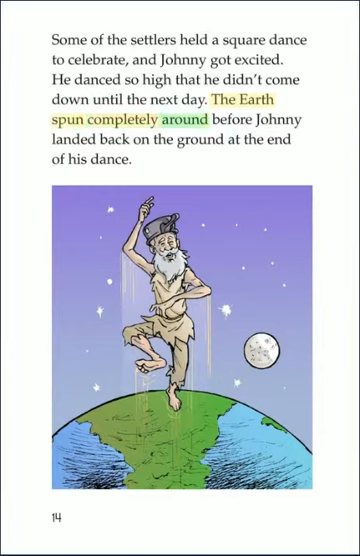 Some of the settlers held a square dance
to celebrate, and Johnny got excited.
He danced so high that he didn't come
down until the next day. The Earth
spun completely around before Johnny
landed back on the ground at the end
of his dance.
14